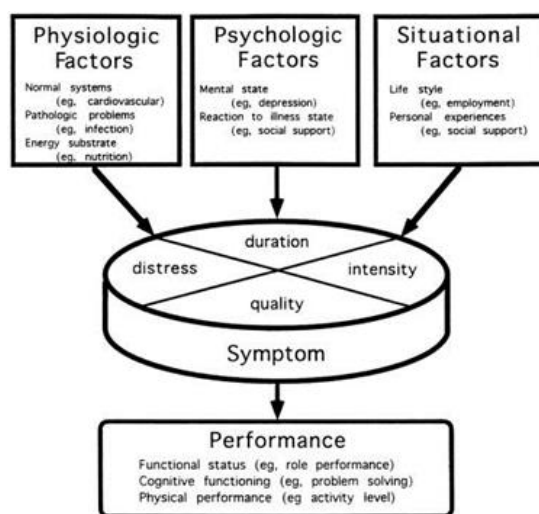 Physiologic
Factors
Normal systems
(eg, cardiovascular)
Pathologic problems
(eg, infection)
Energy substrate
(eg, nutrition)
Psychologic
Factors
Mental state
(eg, depression)
Reaction to illness state
(eg, social support)
Situational
Factors
Life style
(eg, employment)
Personal experiences
(eg, social support)
duration
distress
intensity
quality
Symptom
Performance
Functional status (eg, role performance)
Cognitive functioning (eg, problem solving)
Physical performance (eg activity level)